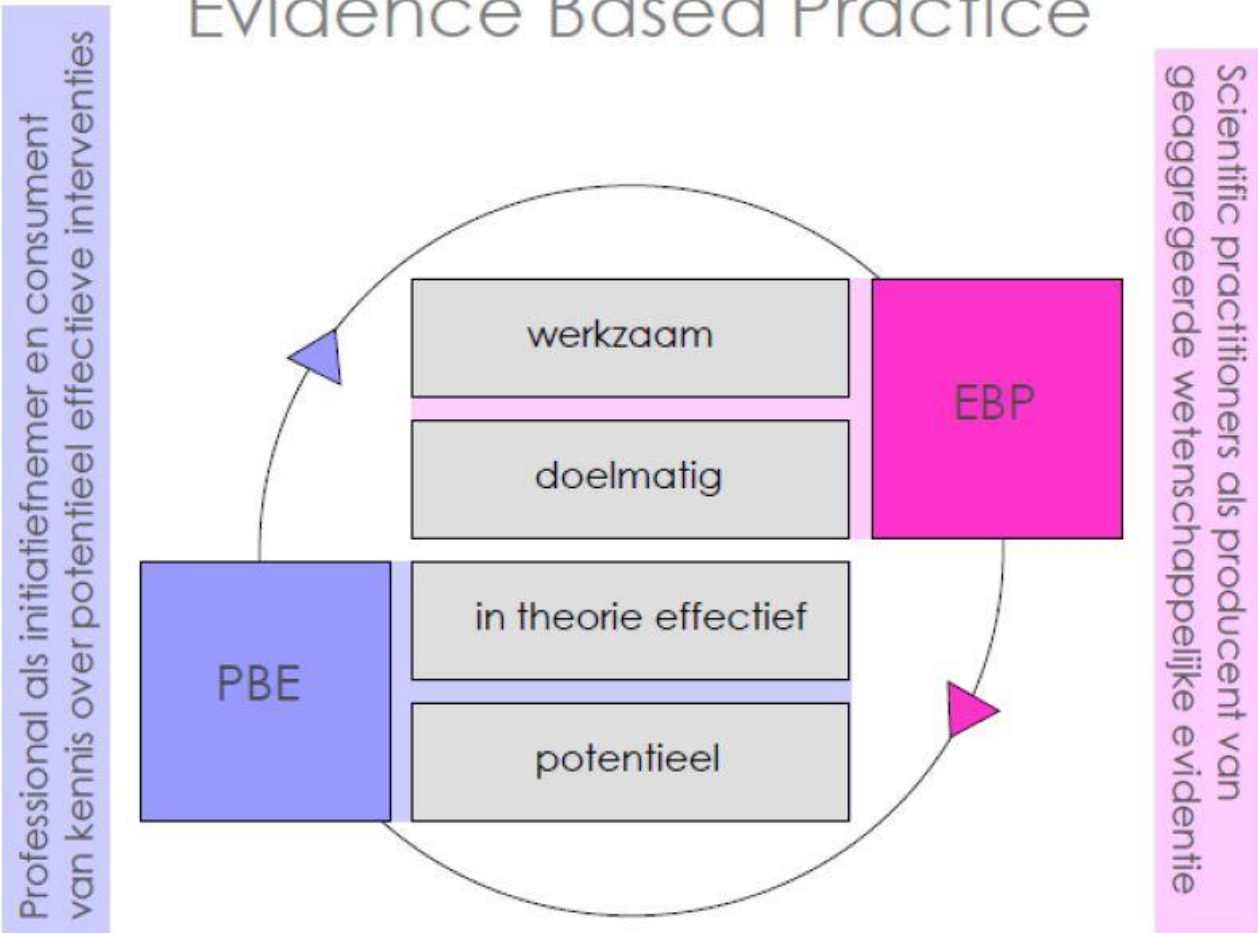 Evidence Based Practice
Professional als initiatiefnemer en consument
van kennis over potentieel effectieve interventies
werkzaam
EBP
doelmatig
in theorie effectief
PBE
potentieel
Scientific practitioners als producent van
geaggregeerde wetenschappelijke evidentie